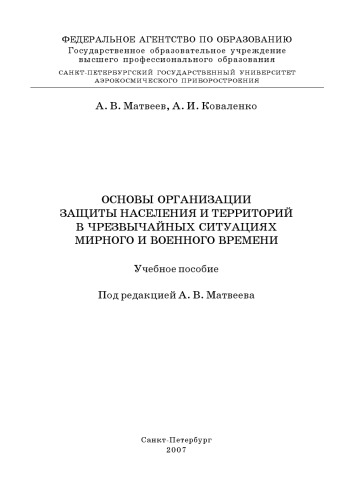 ФЕДЕРАЛЬНОЕ АГЕНТСТВО ПО ОБРАЗОВАНИЮ
Государственное образовательное учреждение
высшего профессионального образования
САНКТ-ПЕТЕРБУРГСКИЙ ГОСУДАРСТВЕННЫЙ УНИВЕРСИТЕТ
АЭРОКОСМИЧЕСКОГО ПРИБОРОСТРОЕНИЯ
А. В. Матвеев, А. И. Коваленко
ОСНОВЫ ОРГАНИЗАЦИИ
ЗАЩИТЫ НАСЕЛЕНИЯ И ТЕРРИТОРИЙ
В ЧРЕЗВЫЧАЙНЫХ СИТУАЦИЯХ
МИРНОГО И ВОЕННОГО ВРЕМЕНИ
Учебное пособие
Под редакцией А. В. Матвеева
Санкт-Петербург
2007